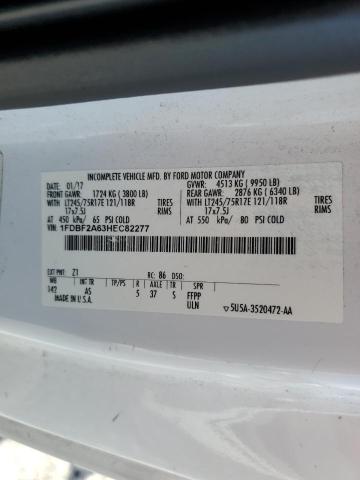 INCOMPLETE VEHICLE MFD. BY FORD MOTOR COMPANY
DATE: 01/17 GVWR: 4513 KG (9950 LB)
FRONT GAWR: 1724 KG (3800 LB) REAR GAWR: 2876 KG (6340 LB)
WITH LT245/75R17E 121/118R TIRES WITH LT245/75R17E 121/118R TIRES
17x7.5J RIMS 17x7.5J RIMS
AT 450 kPa/ 65 PSI COLD AT 550 kPa/ 80 PSI COLD
VIN: 1FDBF2A63HEC82277
EXT PNT: Z1 RC: 86 DSO:
WB INT TR TP/PS R AX TR SPR
142 AS 5 37 5 FFPP
MADE IN U.S.A. ULN 5U5A-3520472-AA